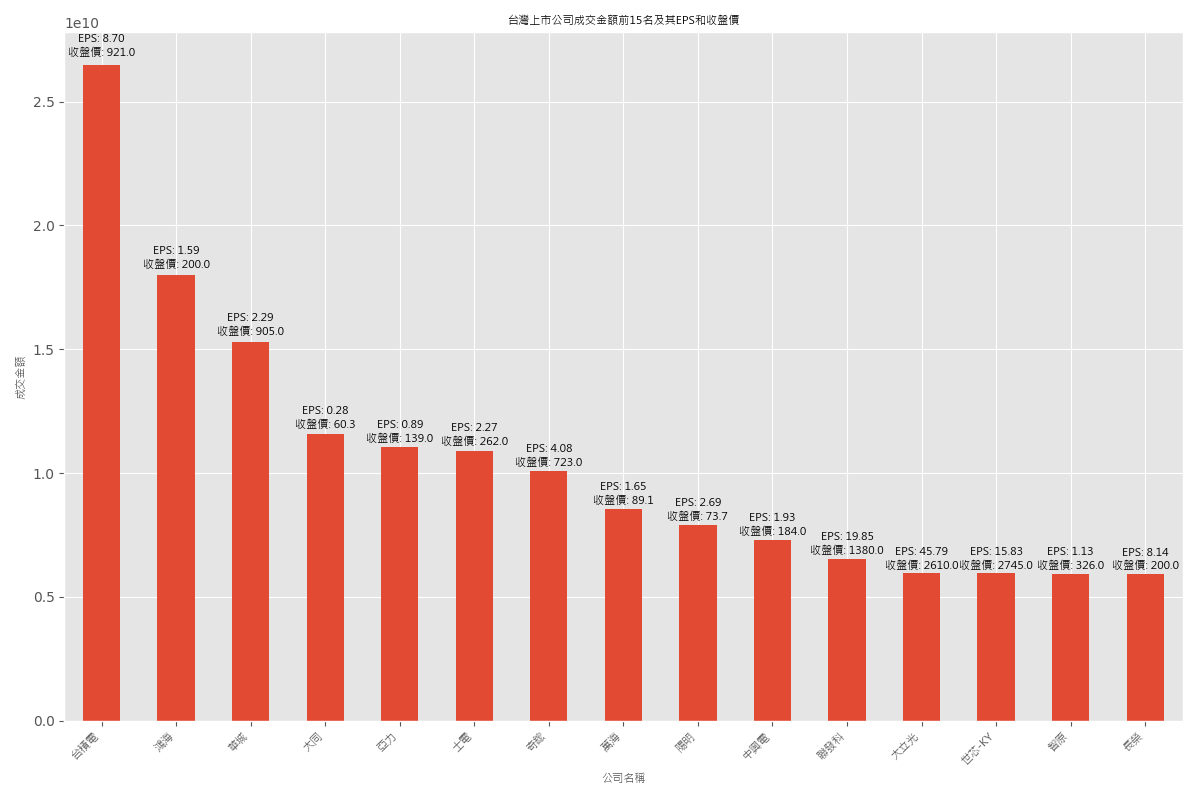 台灣上市公司成交金額前15名及其EPS和收盤價
1e10
EPS: 8.70
收盤價: 921.0
EPS: 1.59
收盤價: 200.0
EPS: 2.29
收盤價: 905.0
EPS: 0.28
收盤價: 60.3
EPS: 0.89
收盤價: 139.0
EPS: 2.27
收盤價: 262.0
EPS: 4.08
收盤價: 723.0
EPS: 1.65
收盤價: 89.1
EPS: 2.69
收盤價: 73.7
EPS: 1.93
收盤價: 184.0
EPS: 19.85
收盤價: 1380.0
EPS: 45.79
收盤價: 2610.0
EPS: 15.83
收盤價: 2745.0
EPS: 1.13
收盤價: 326.0
EPS: 8.14
收盤價: 200.0
2.5
2.0
1.5
1.0
0.5
0.0
成交金額
台積電
鴻海
華城
大同
亞力
士電
奇鋐
萬海
陽明
中興電
聯發科
大立光
世芯-KY
智原
長榮
公司名稱